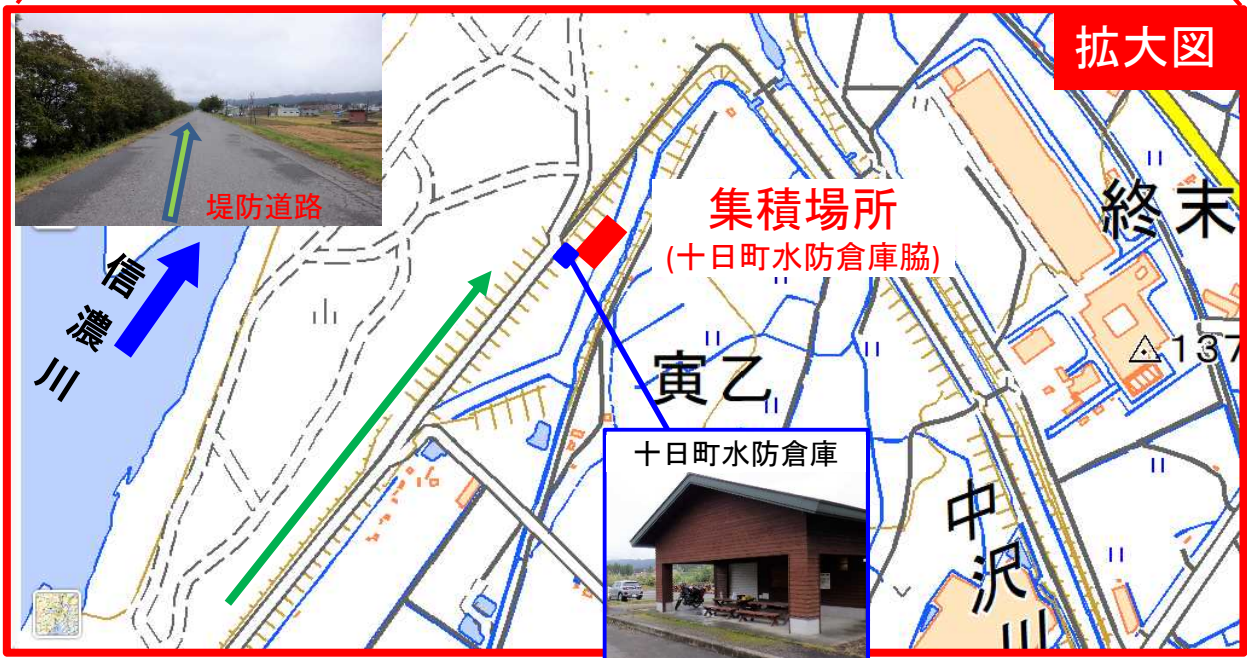 拡大図
堤防道路
信濃川
集積場所
(十日町水防倉庫脇)
終末
137
寅乙
十日町水防倉庫
中沢川